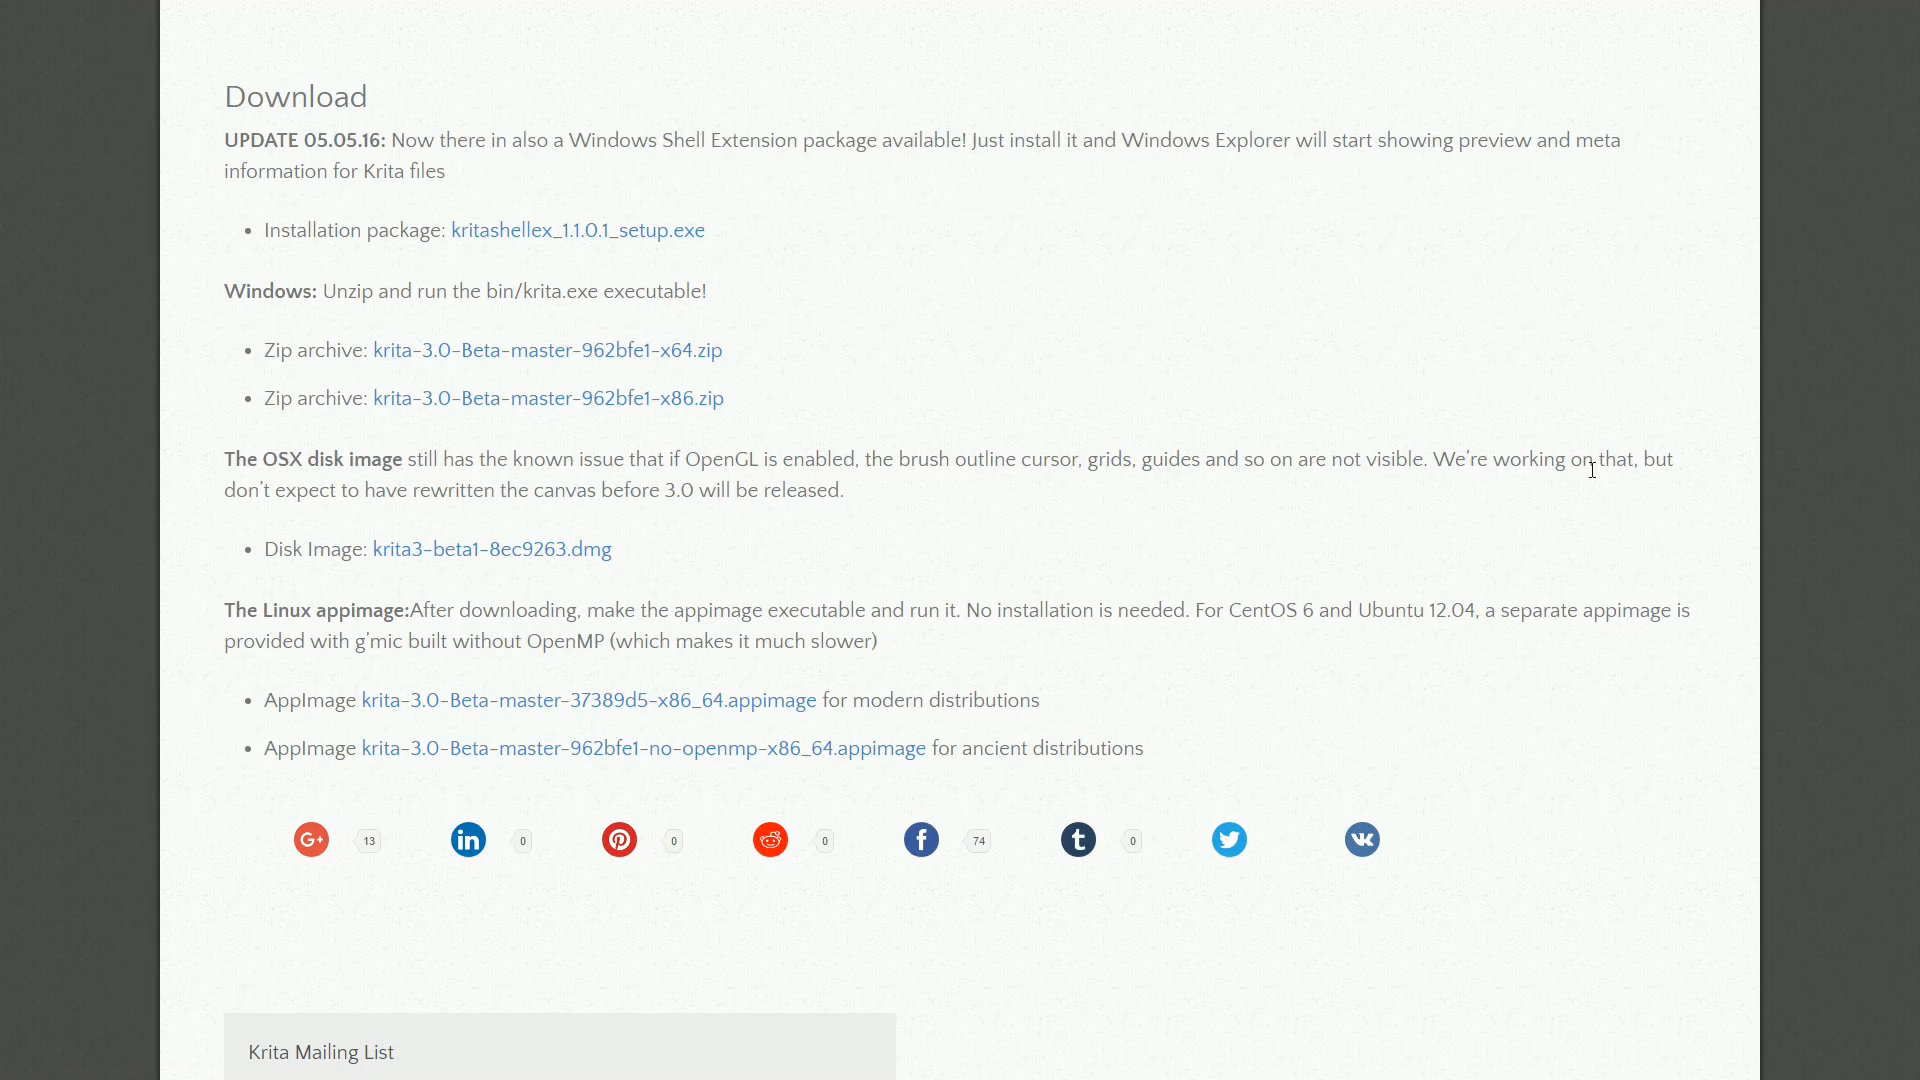 Download
UPDATE 05.05.16: Now there in also a Windows Shell Extension package available! Just install it and Windows Explorer will start showing preview and meta
information for Krita files
• Installation package: kritashellex_1.1.0.1_setup.exe
Windows: Unzip and run the bin/krita.exe executable!
• Zip archive: krita-3.0-Beta-master-962bfe1-x64.zip
• Zip archive: krita-3.0-Beta-master-962bfe1-x86.zip
The OSX disk image still has the known issue that if OpenGL is enabled, the brush outline cursor, grids, guides and so on are not visible. We’re working on that, but
don’t expect to have rewritten the canvas before 3.0 will be released.
• Disk Image: krita3-beta1-8ec9263.dmg
The Linux appimage:After downloading, make the appimage executable and run it. No installation is needed. For CentOS 6 and Ubuntu 12.04, a separate appimage is
provided with g’mic built without OpenMP (which makes it much slower)
• AppImage krita-3.0-Beta-master-37389d5-x86_64.appimage for modern distributions
• AppImage krita-3.0-Beta-master-962bfe1-no-openmp-x86_64.appimage for ancient distributions
G+ 13 in 0 0 0 f 74 t 0
Krita Mailing List